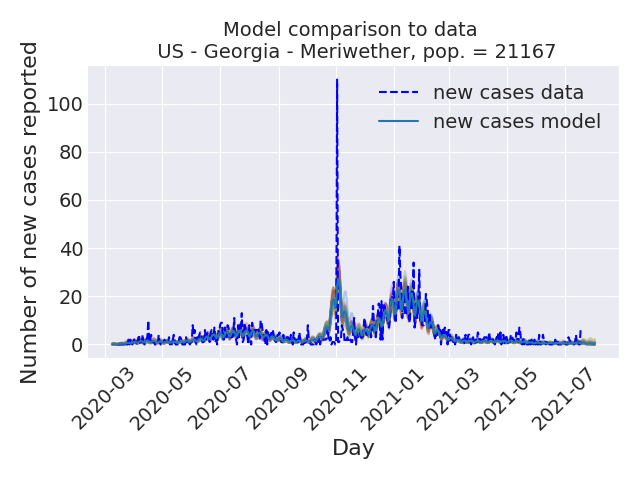 Model comparison to data
US - Georgia - Meriwether, pop. = 21167
Number of new cases reported
100
80
60
40
20
0
new cases data
new cases model
2020-03
2020-05
2020-07
2020-09
2020-11
2021-01
2021-03
2021-05
2021-07
Day